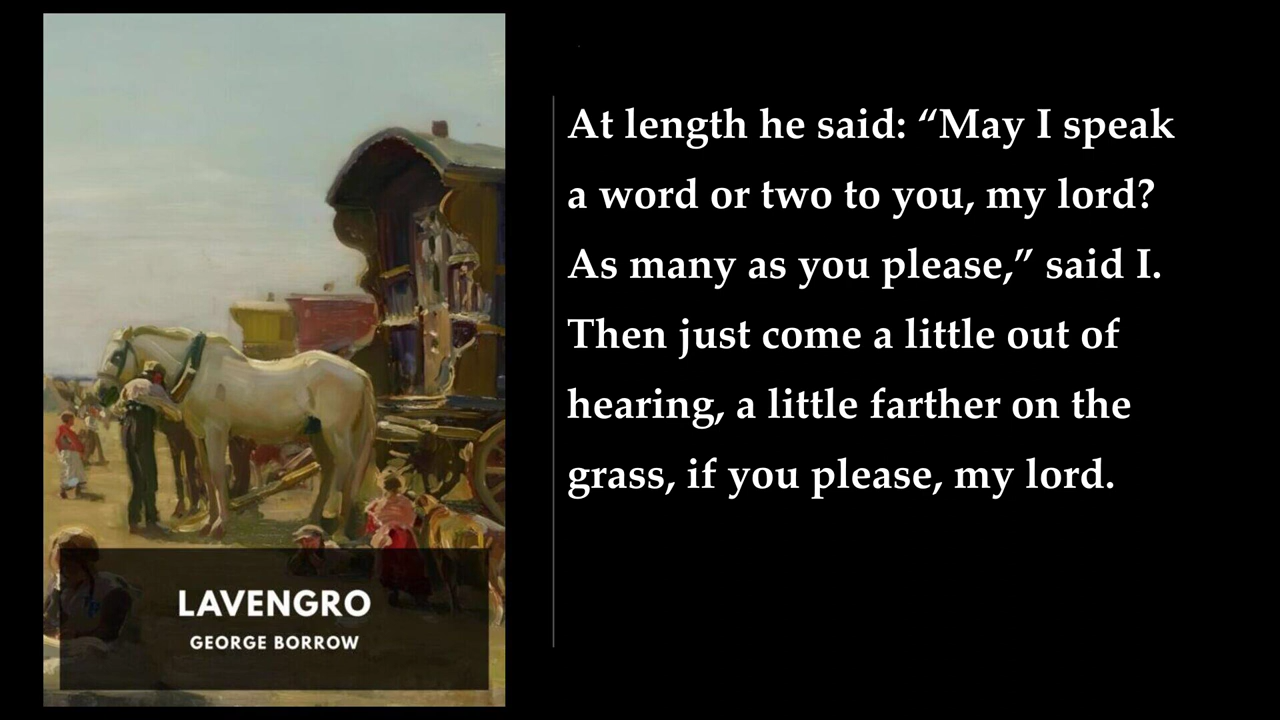 At length he said: “May I speak
a word or two to you, my lord?
As many as you please,” said I.
Then just come a little out of
hearing, a little farther on the
grass, if you please, my lord.
LAVENGRO
GEORGE BORROW